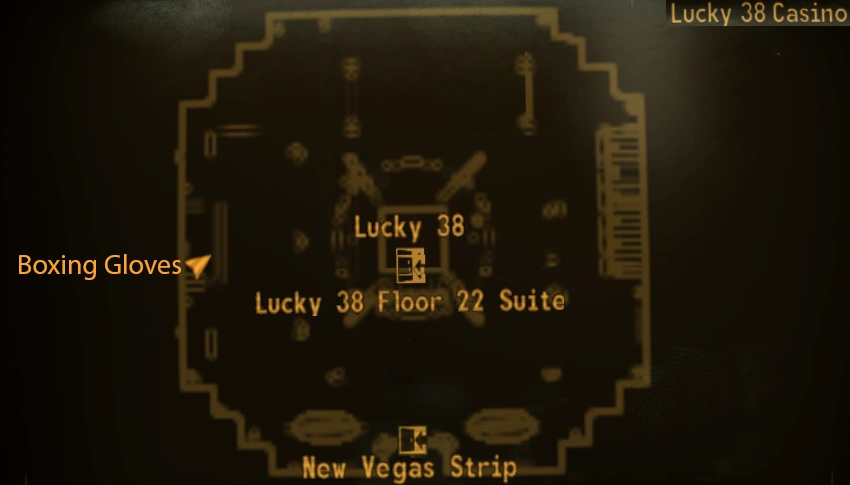 Lucky 38 Casino
Lucky 38
Boxing Gloves
Lucky 38 Floor 22 Suite
New Vegas Strip